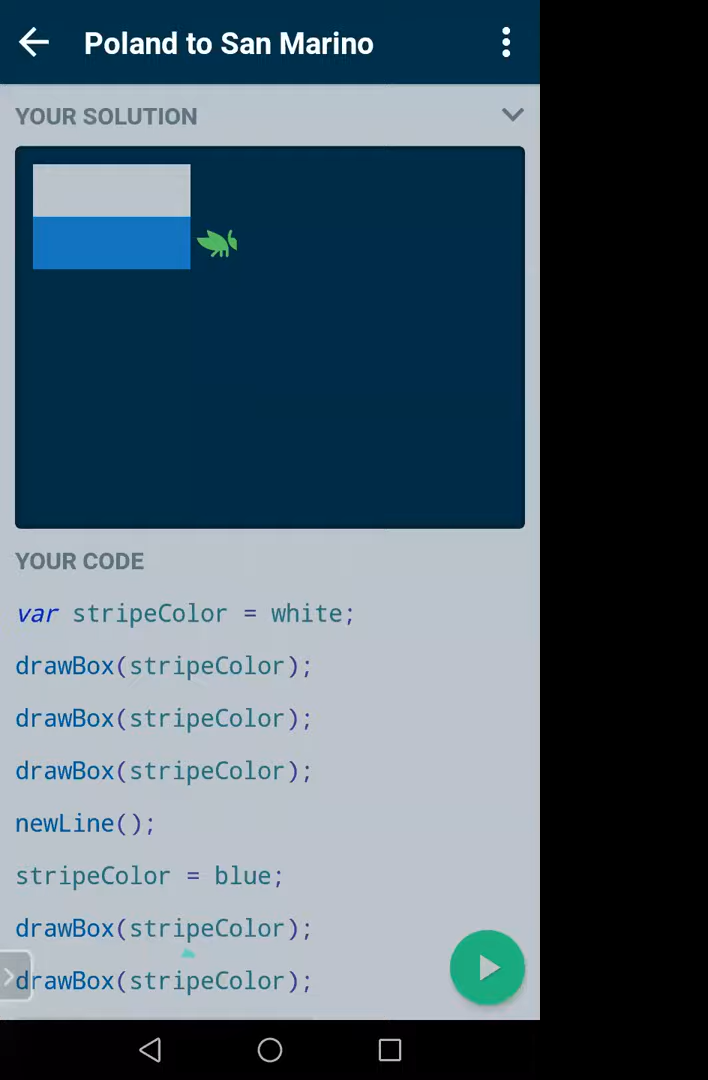 Poland to San Marino
YOUR SOLUTION
YOUR CODE
var stripeColor = white;
drawBox(stripeColor);
drawBox(stripeColor);
drawBox(stripeColor);
newLine();
stripeColor = blue;
drawBox(stripeColor);
drawBox(stripeColor);